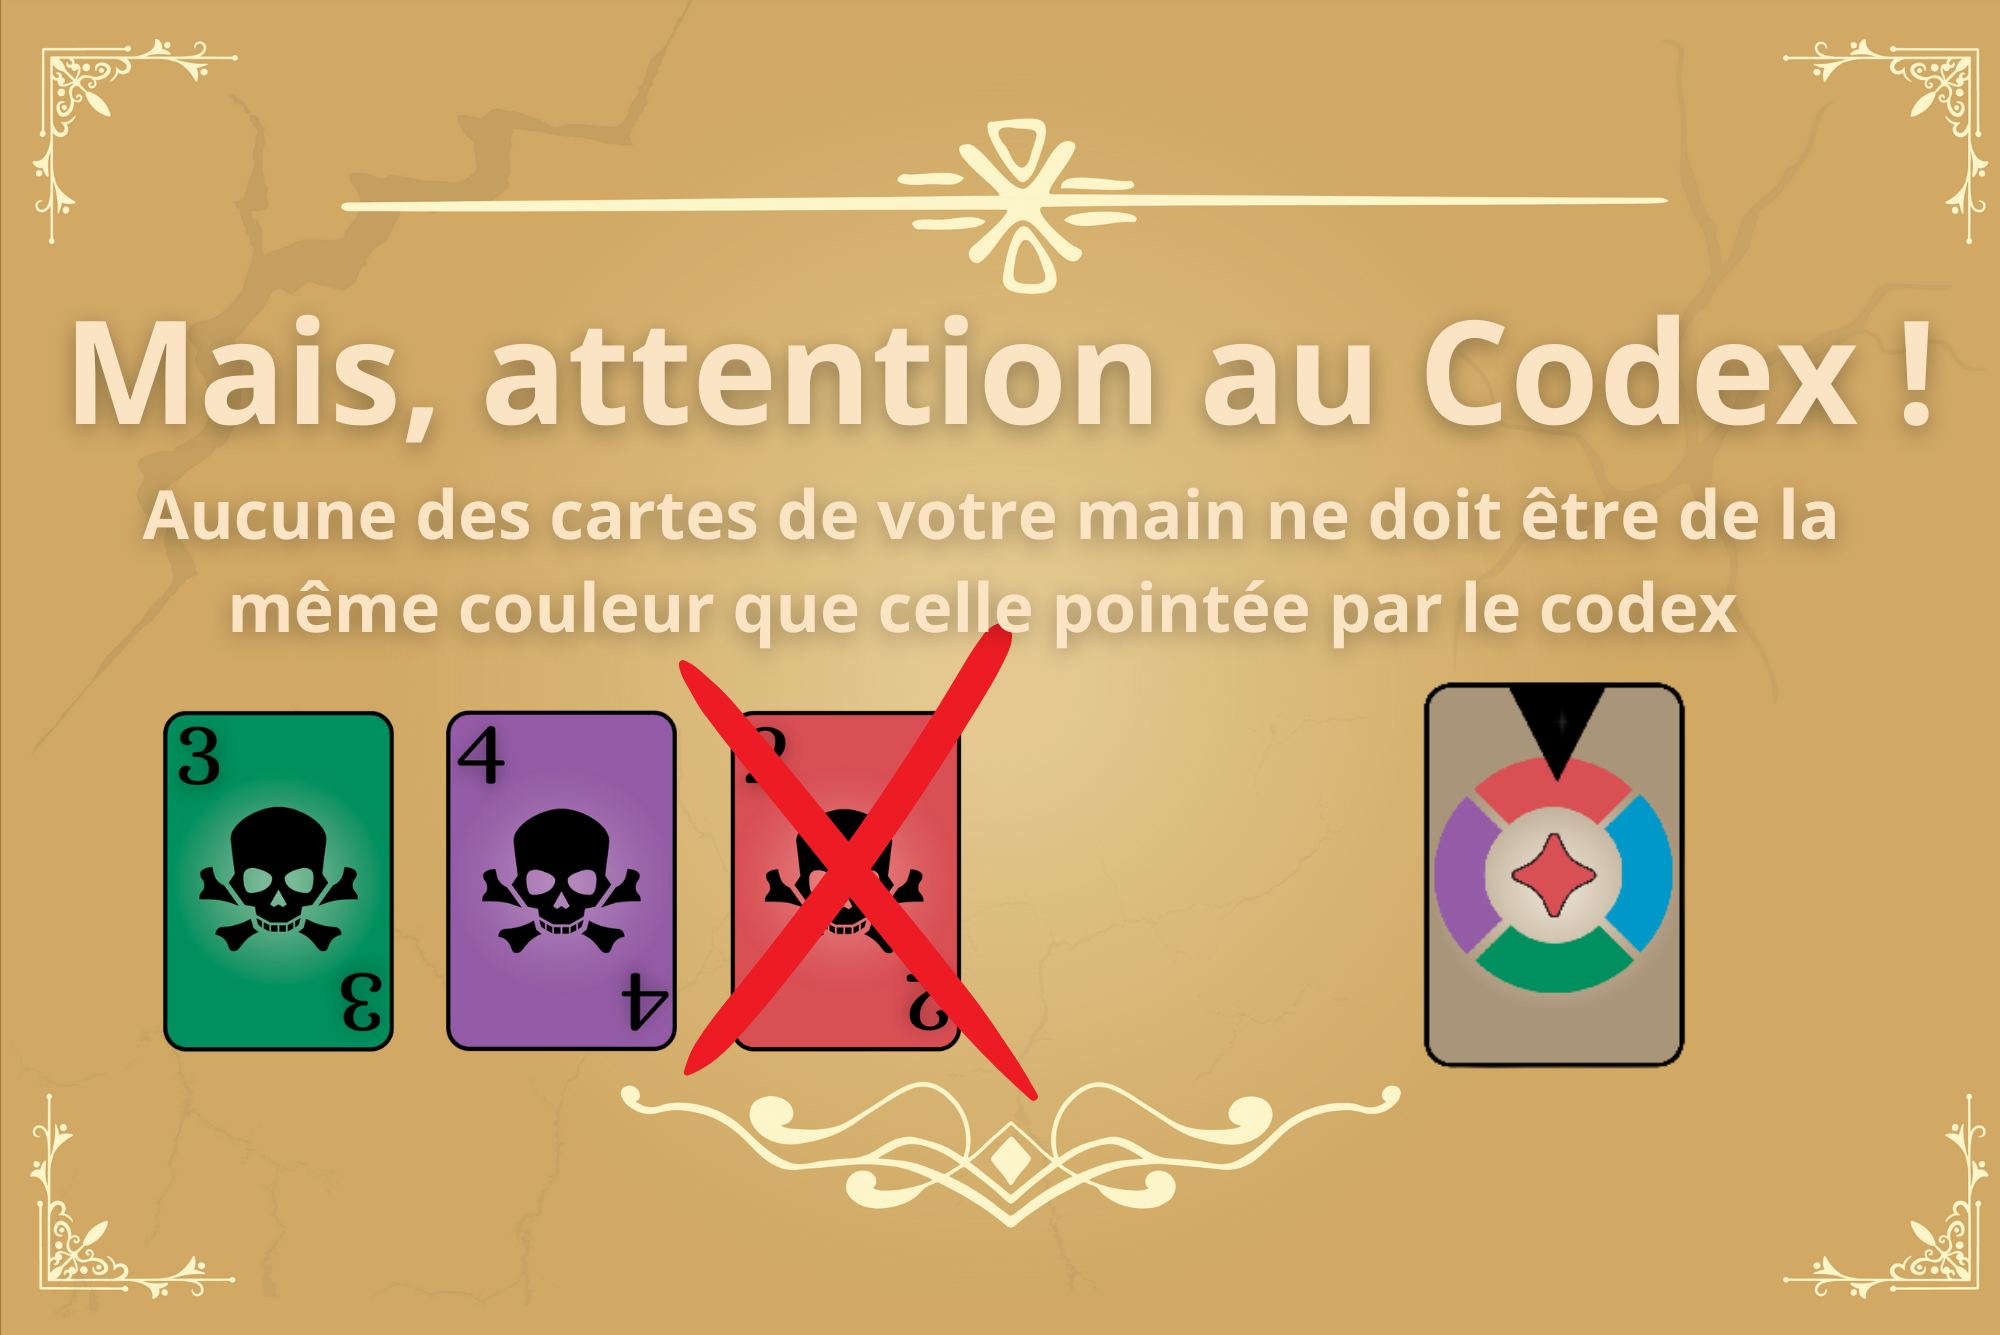 Mais, attention au Codex !
Aucune des cartes de votre main ne doit être de la
même couleur que celle pointée par le codex
3
4
2
3
4
2